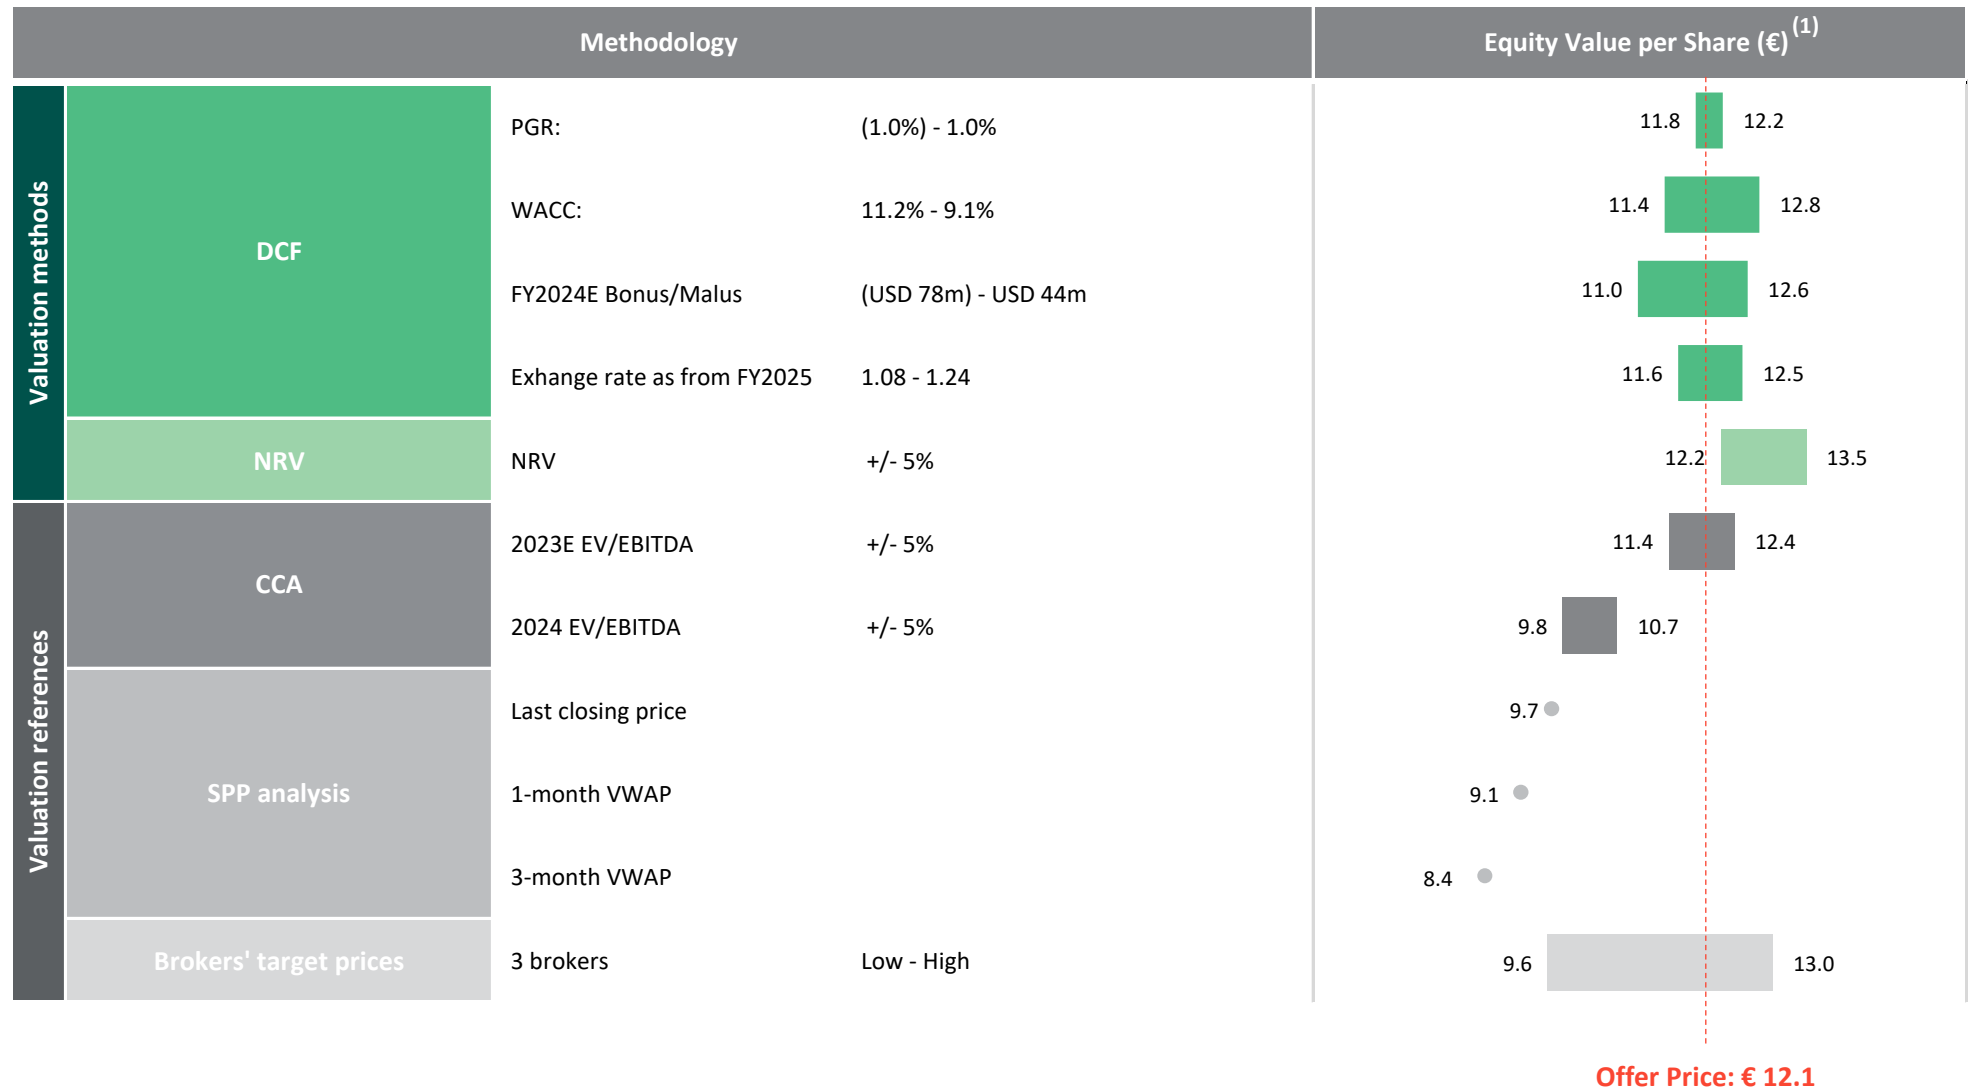 Methodology
Equity Value per Share (€) (1)
Valuation methods
DCF
PGR: (1.0%) - 1.0% 11.8 12.2
WACC: 11.2% - 9.1% 11.4 12.8
FY2024E Bonus/Malus (USD 78m) - USD 44m 11.0 12.6
Exhange rate as from FY2025 1.08 - 1.24 11.6 12.5
NRV
NRV +/- 5% 12.2 13.5
Valuation references
CCA
2023E EV/EBITDA +/- 5% 11.4 12.4
2024 EV/EBITDA +/- 5% 9.8 10.7
SPP analysis
Last closing price 9.7
1-month VWAP 9.1
3-month VWAP 8.4
Brokers' target prices
3 brokers Low - High 9.6 13.0
Offer Price: € 12.1